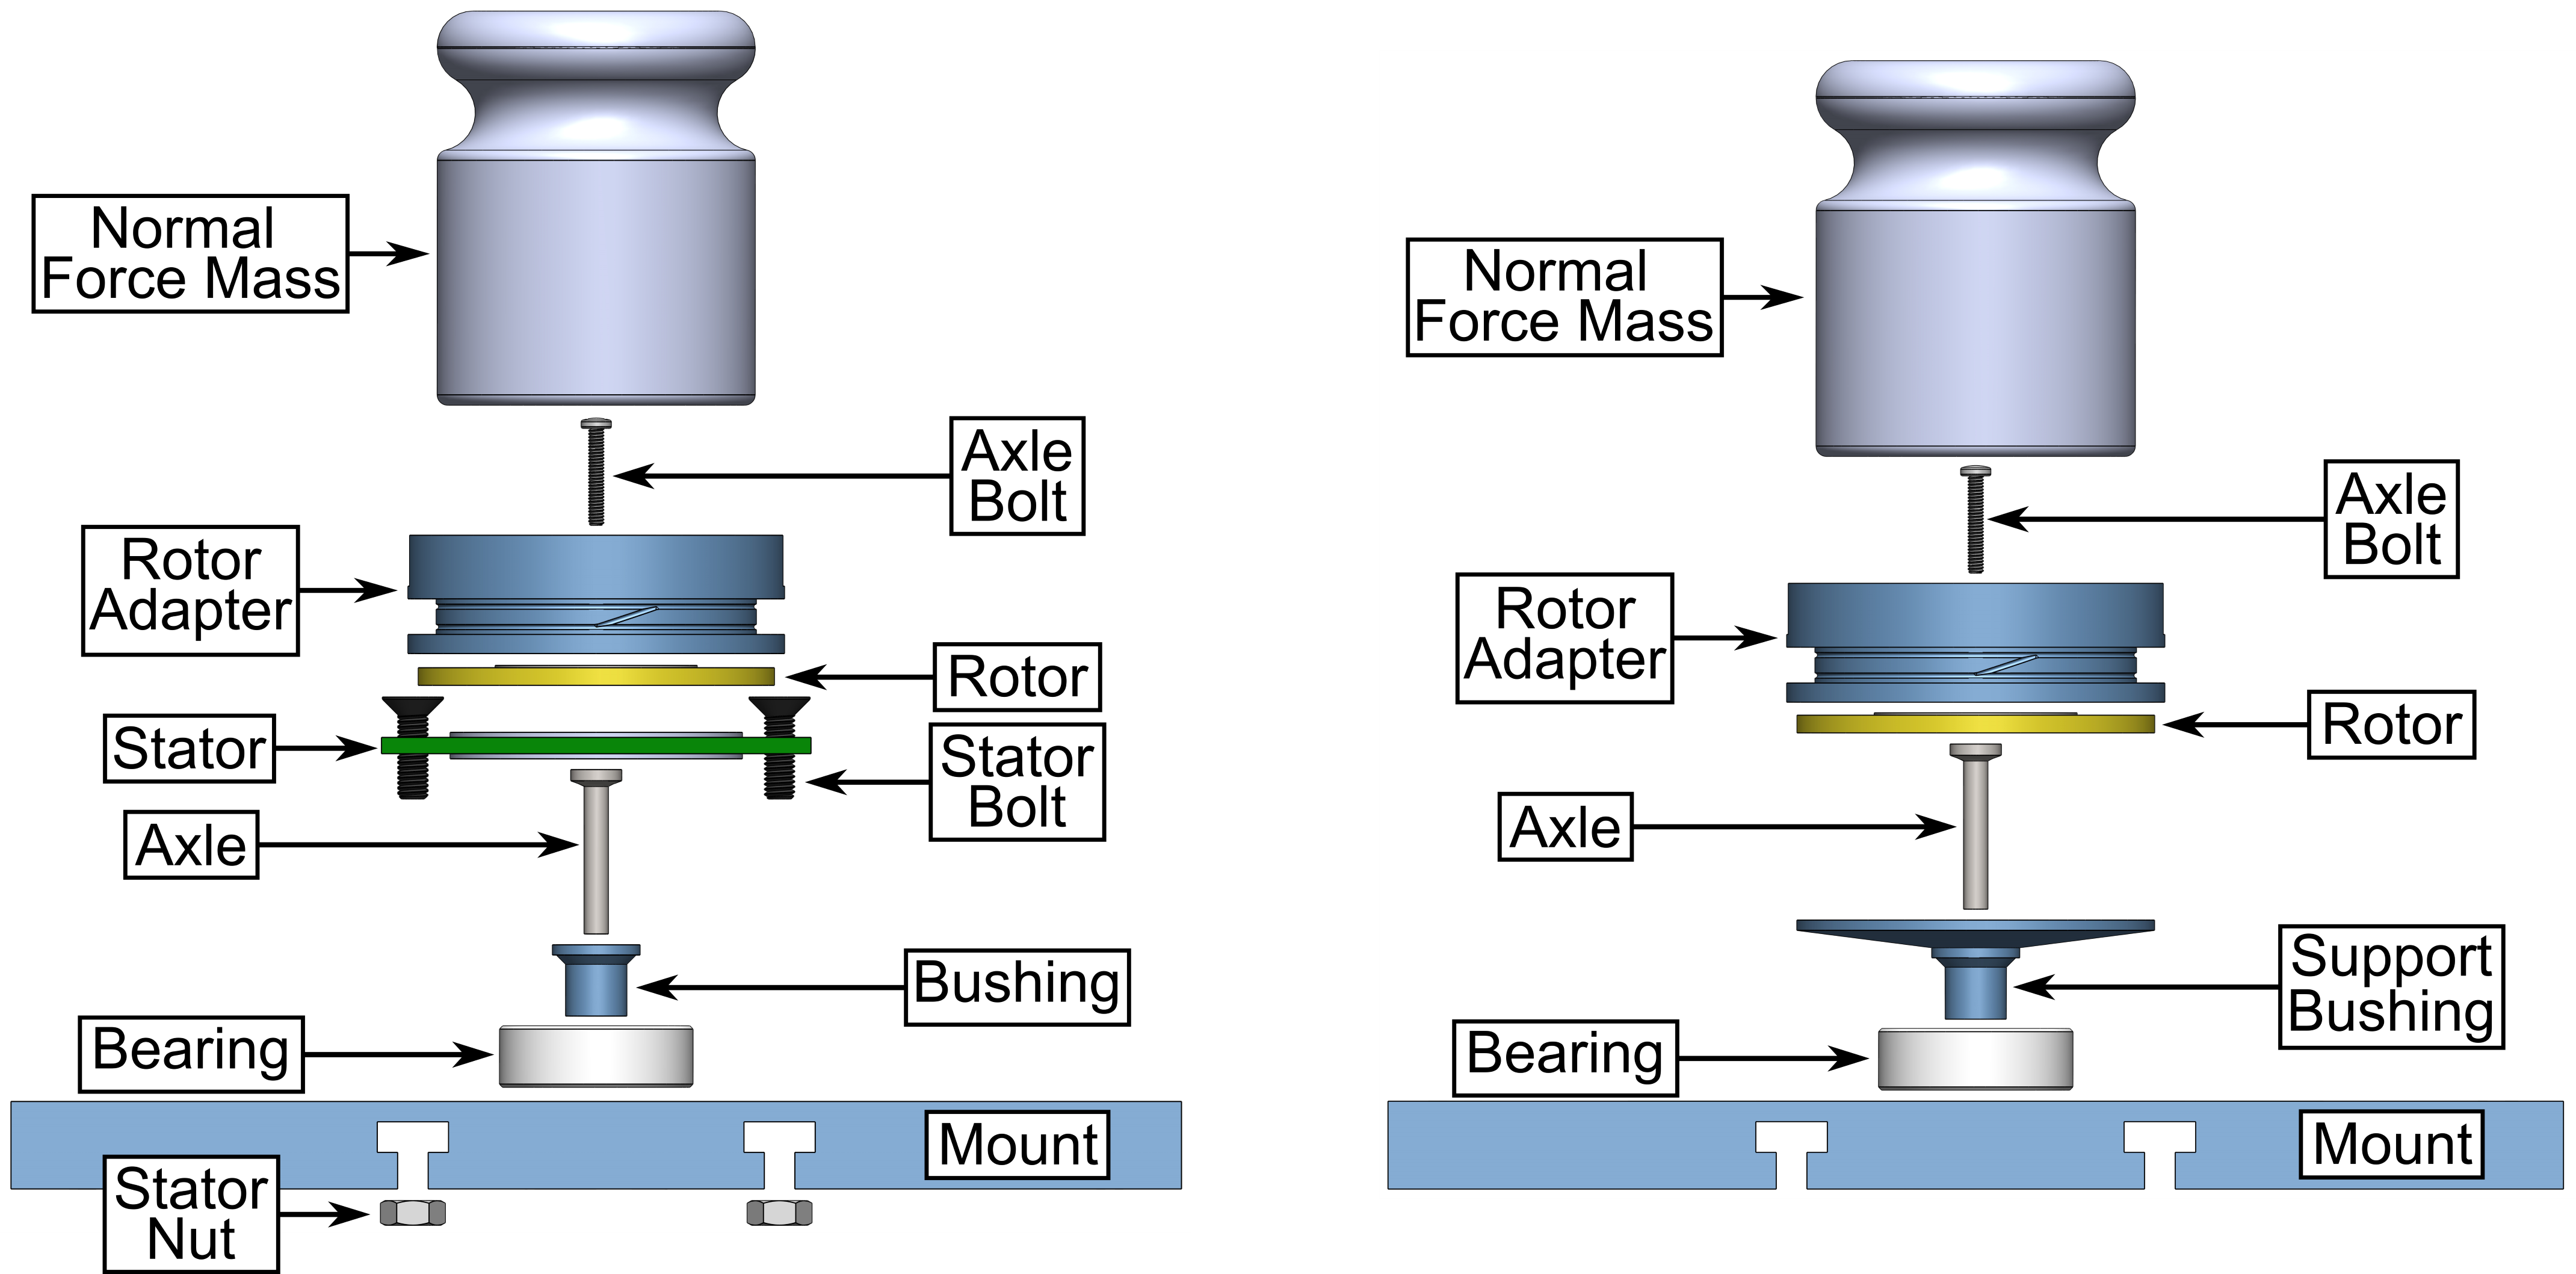 Normal
Force Mass
Axle
Bolt
Rotor
Adapter
Rotor
Stator
Stator
Bolt
Axle
Bushing
Bearing
Mount
Stator
Nut
Normal
Force Mass
Axle
Bolt
Rotor
Adapter
Rotor
Axle
Support
Bushing
Bearing
Mount